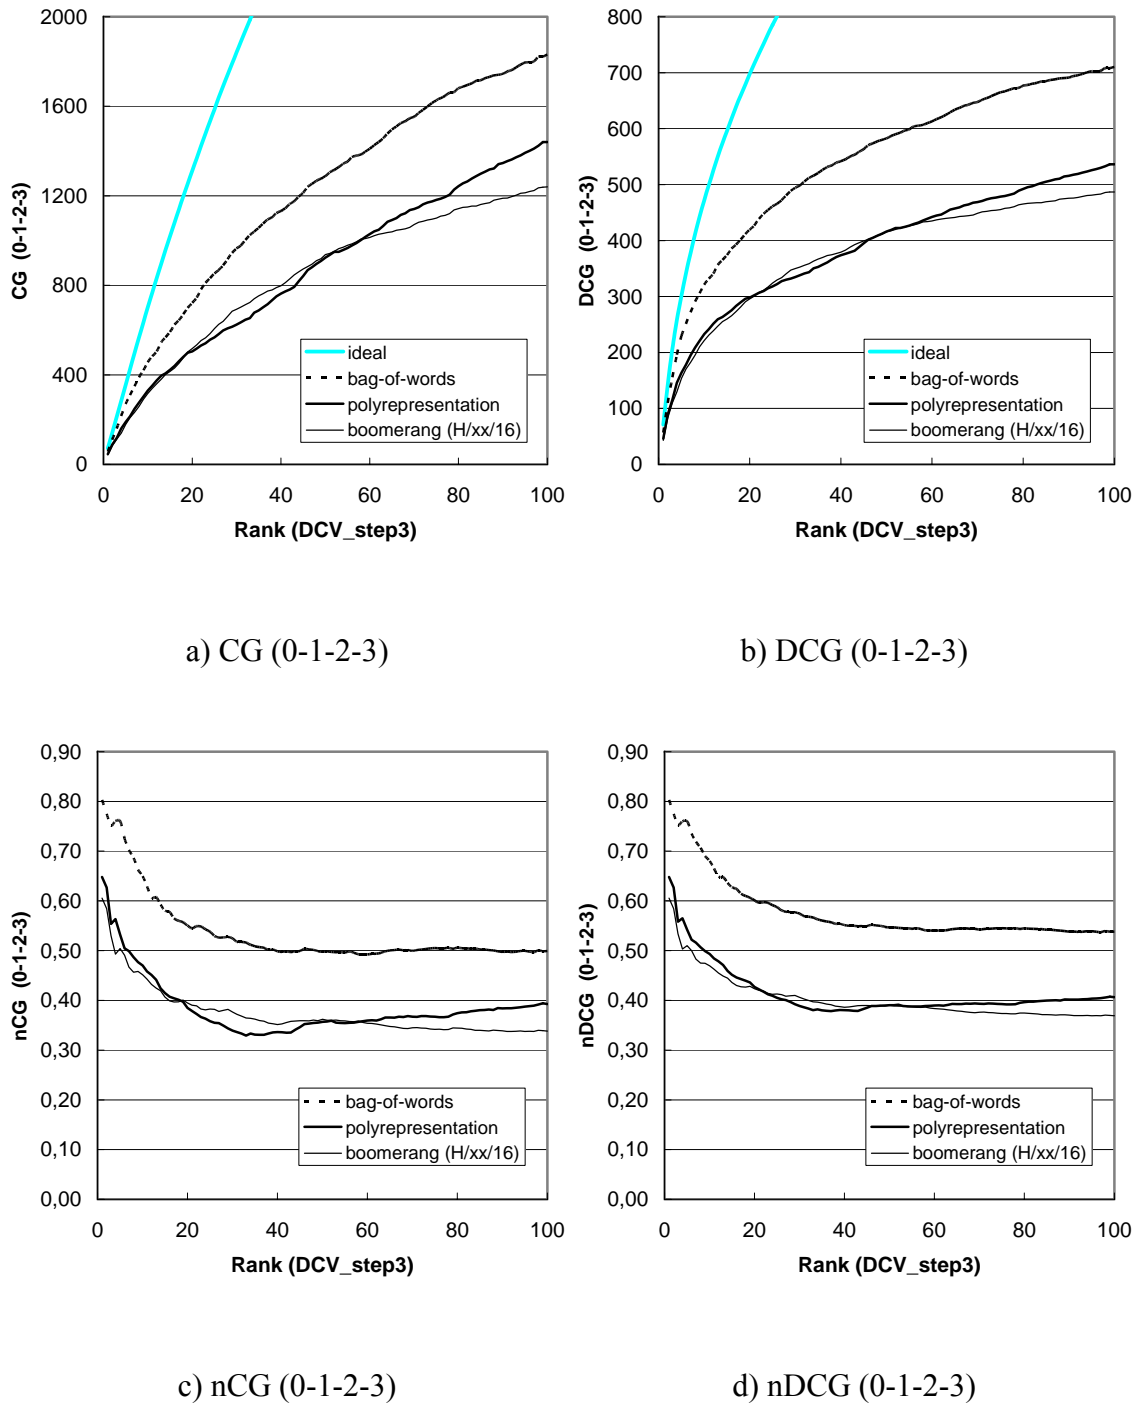 2000
1600
1200
800
400
0
CG (0-1-2-3)
0 20 40 60 80 100
Rank (DCV_step3)
ideal
bag-of-words
polyrepresentation
boomerang (H/xx/16)
800
700
600
500
400
300
200
100
0
DCG (0-1-2-3)
0 20 40 60 80 100
Rank (DCV_step3)
ideal
bag-of-words
polyrepresentation
boomerang (H/xx/16)
a) CG (0-1-2-3)
b) DCG (0-1-2-3)
0,90
0,80
0,70
0,60
0,50
0,40
0,30
0,20
0,10
0,00
nCG (0-1-2-3)
0 20 40 60 80 100
Rank (DCV_step3)
bag-of-words
polyrepresentation
boomerang (H/xx/16)
0,90
0,80
0,70
0,60
0,50
0,40
0,30
0,20
0,10
0,00
nDCG (0-1-2-3)
0 20 40 60 80 100
Rank (DCV_step3)
bag-of-words
polyrepresentation
boomerang (H/xx/16)
c) nCG (0-1-2-3)
d) nDCG (0-1-2-3)